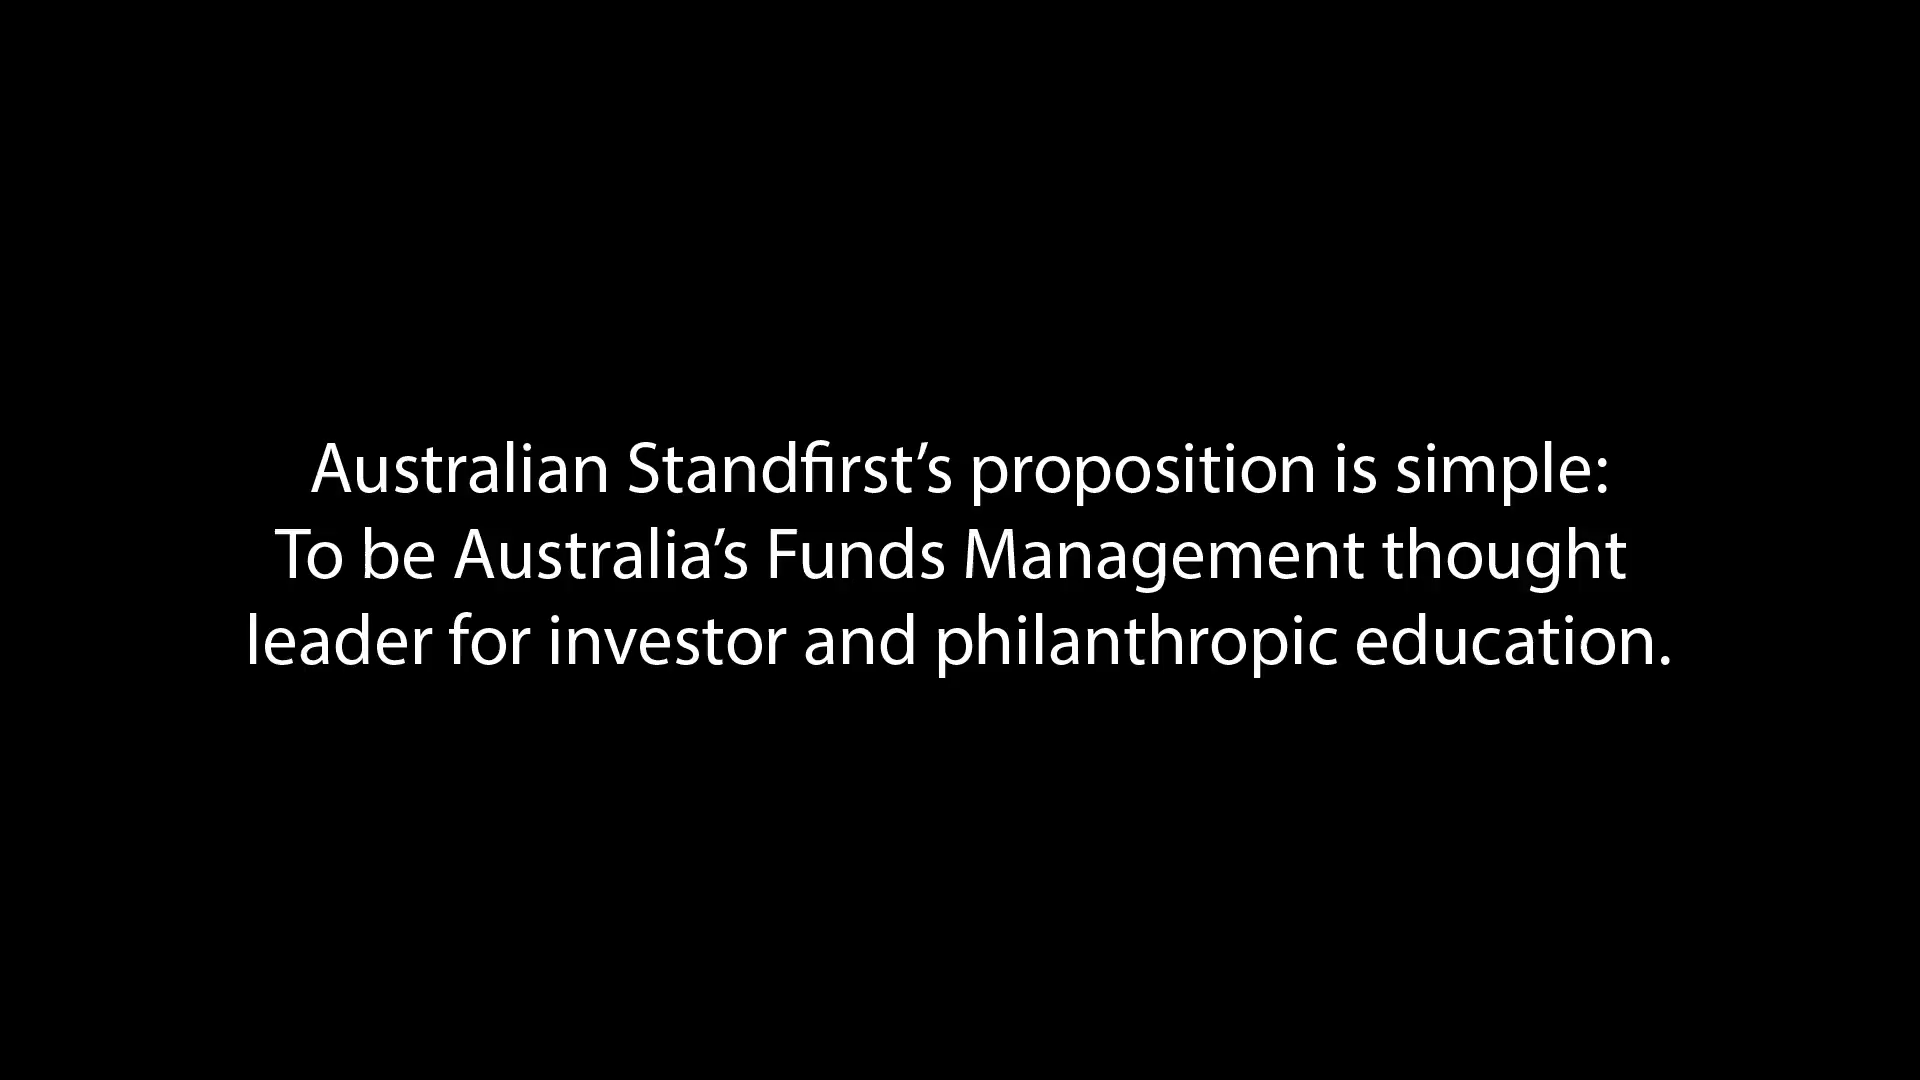 Australian Standfirst’s proposition is simple:
To be Australia’s Funds Management thought
leader for investor and philanthropic education.